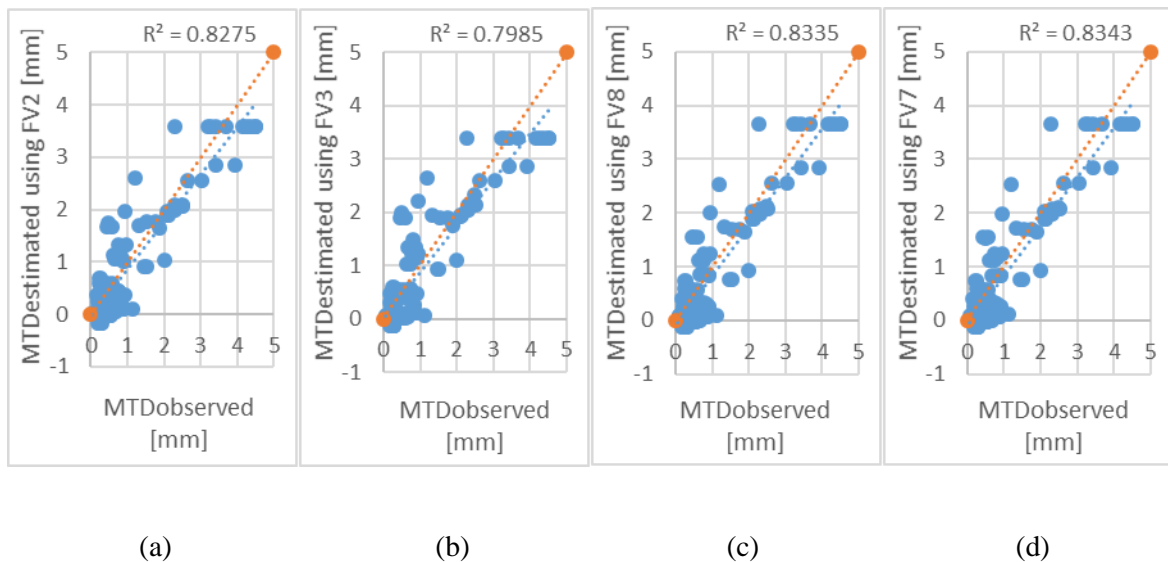 R² = 0.8275
MTDestimated using FV2 [mm]
5
4
3
2
1
0
-1
0 1 2 3 4 5
MTDobserved
[mm]
R² = 0.7985
MTDestimated using FV3 [mm]
5
4
3
2
1
0
-1
0 1 2 3 4 5
MTDobserved
[mm]
R² = 0.8335
MTDestimated using FV8 [mm]
5
4
3
2
1
0
-1
0 1 2 3 4 5
MTDobserved
[mm]
R² = 0.8343
MTDestimated using FV7 [mm]
5
4
3
2
1
0
-1
0 1 2 3 4 5
MTDobserved
[mm]
(a) (b) (c) (d)